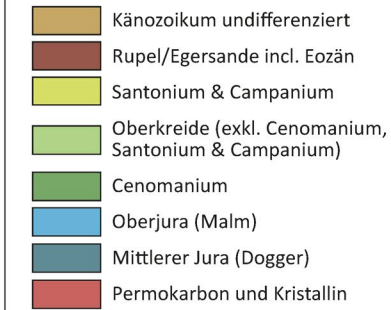 Känozoikum undifferenziert
Rupel/Egersande incl. Eozän
Santonium & Campanium
Oberkreide (exkl. Cenomanium,
Santonium & Campanium)
Cenomanium
Oberjura (Malm)
Mittlerer Jura (Dogger)
Permokarbon und Kristallin